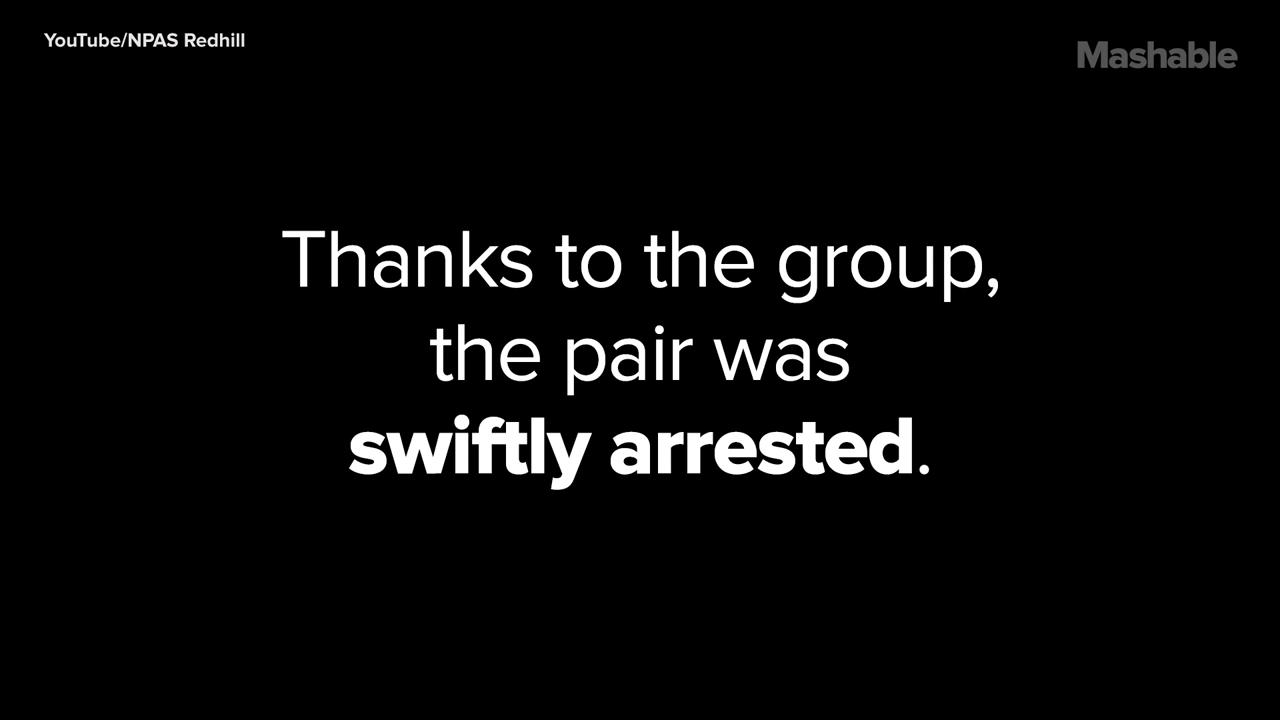 YouTube/NPAS Redhill
Mashable
Thanks to the group,
the pair was
swiftly arrested.